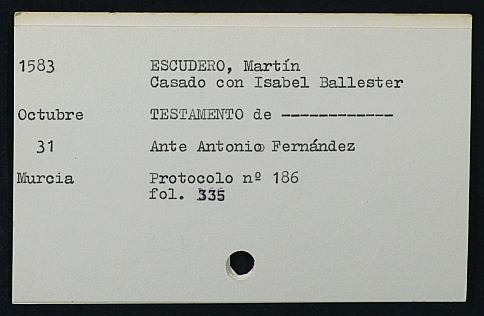 1583 ESCUDERO, Martín
Casado con Isabel Ballester
Octubre TESTAMENTO de ------------
31 Ante Antonio Fernández
Murcia Protocolo nº 186
fol. 335